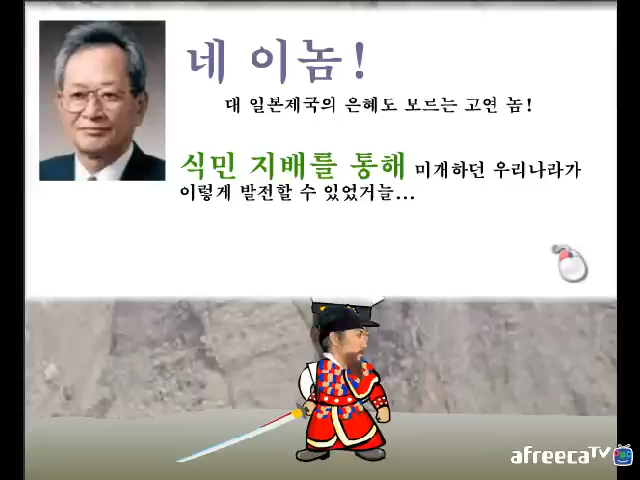 네 이놈!
대 일본제국의 은혜도 모르는 고연 놈!
식민 지배를 통해 미개하던 우리나라가
이렇게 발전할 수 있었거늘...
afreecaTV